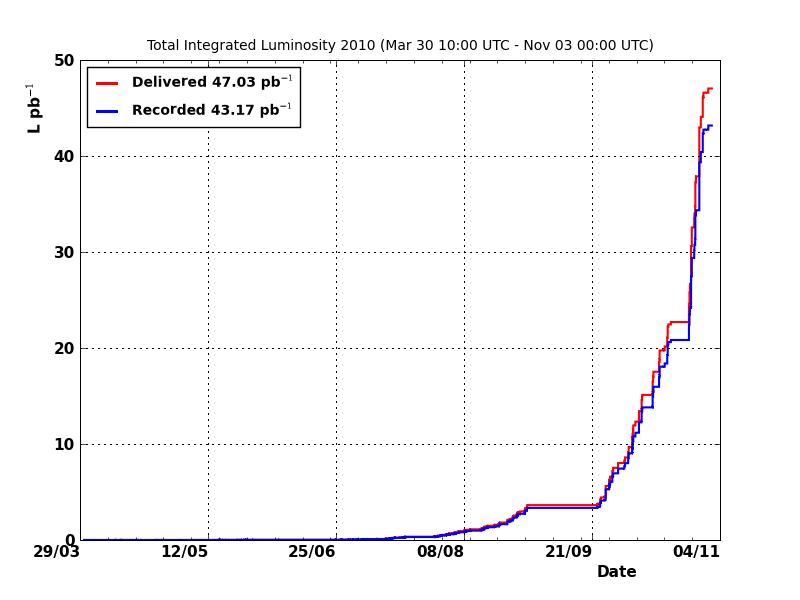 Total Integrated Luminosity 2010 (Mar 30 10:00 UTC - Nov 03 00:00 UTC)
50
Delivered 47.03 pb⁻¹
Recorded 43.17 pb⁻¹
L pb⁻¹
40
30
20
10
0
29/03 12/05 25/06 08/08 21/09 04/11
Date